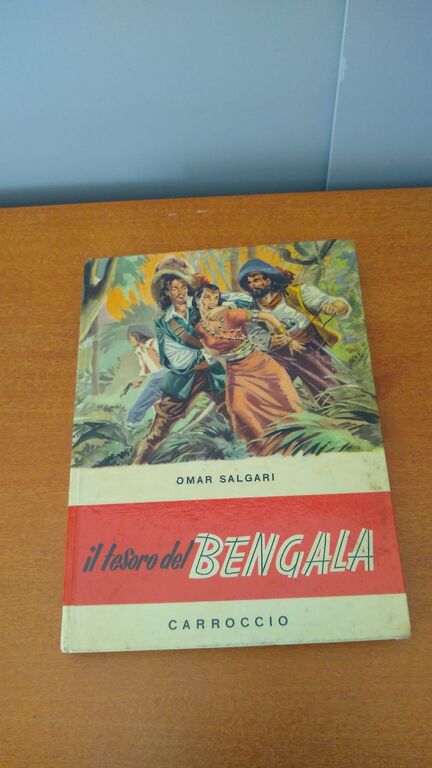 OMAR SALGARI
il tesoro del BENGALA
CARROCCIO